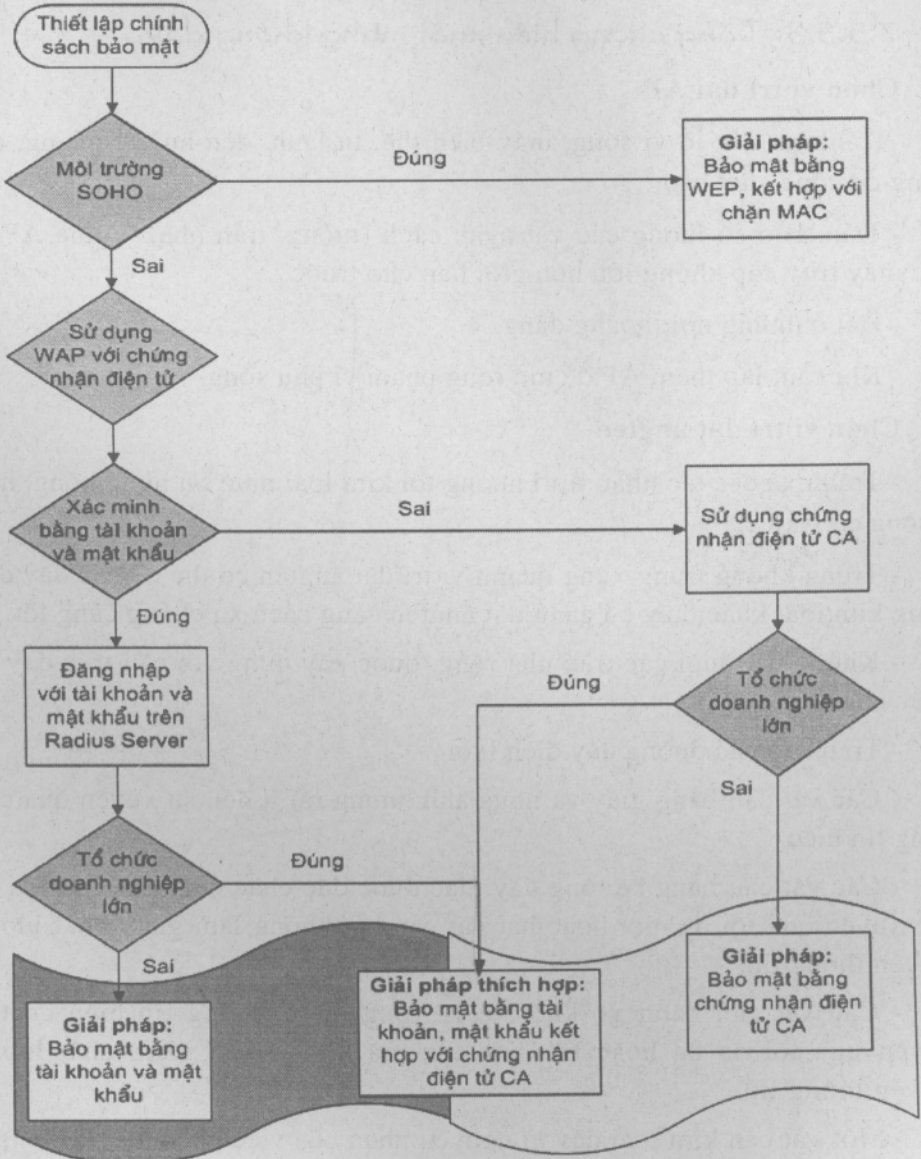 Thiết lập chính
sách bảo mật
Môi trường
SOHO
Đúng
Giải pháp:
Bảo mật bằng
WEP, kết hợp với
chặn MAC
Sai
Sử dụng
WAP với chứng
nhận điện tử
Xác minh
bằng tài khoản
và mật khẩu
Sai
Sử dụng chứng
nhận điện tử CA
Đúng
Đăng nhập
với tài khoản và
mật khẩu trên
Radius Server
Đúng
Tổ chức
doanh nghiệp
lớn
Sai
Tổ chức
doanh nghiệp
lớn
Đúng
Sai
Giải pháp:
Bảo mật bằng
tài khoản và mật
khẩu
Giải pháp thích hợp:
Bảo mật bằng tài
khoản, mật khẩu kết
hợp với chứng nhận
điện tử CA
Giải pháp:
Bảo mật bằng
chứng nhận điện
tử CA